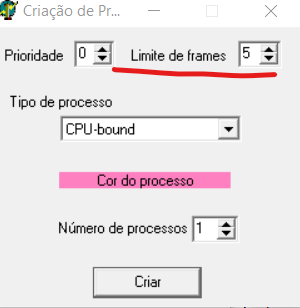 Criação de Pr...
Prioridade 0 Limite de frames 5
Tipo de processo
CPU-bound
Cor do processo
Número de processos 1
Criar